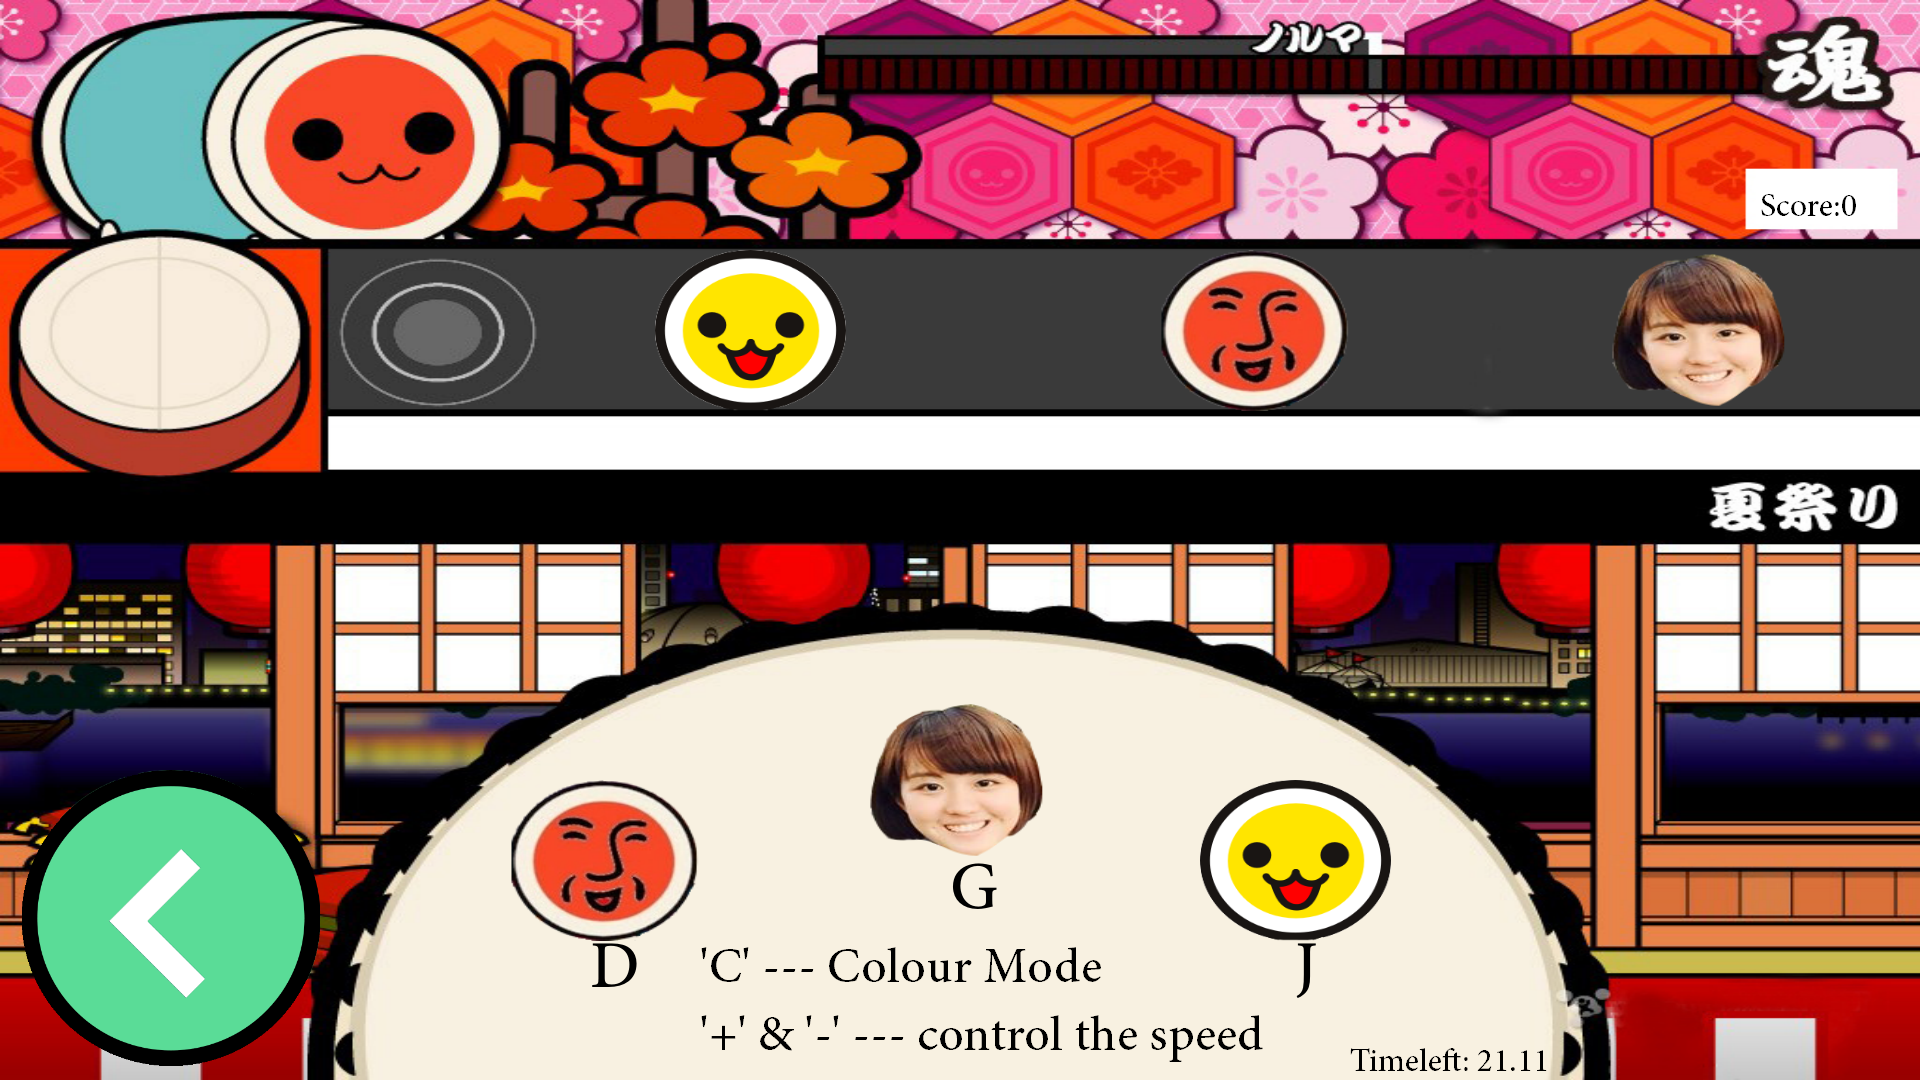 ノルマ
魂
Score:0
夏祭り
G
D
J
'C' --- Colour Mode
'+' & '-' --- control the speed
Timeleft: 21.11